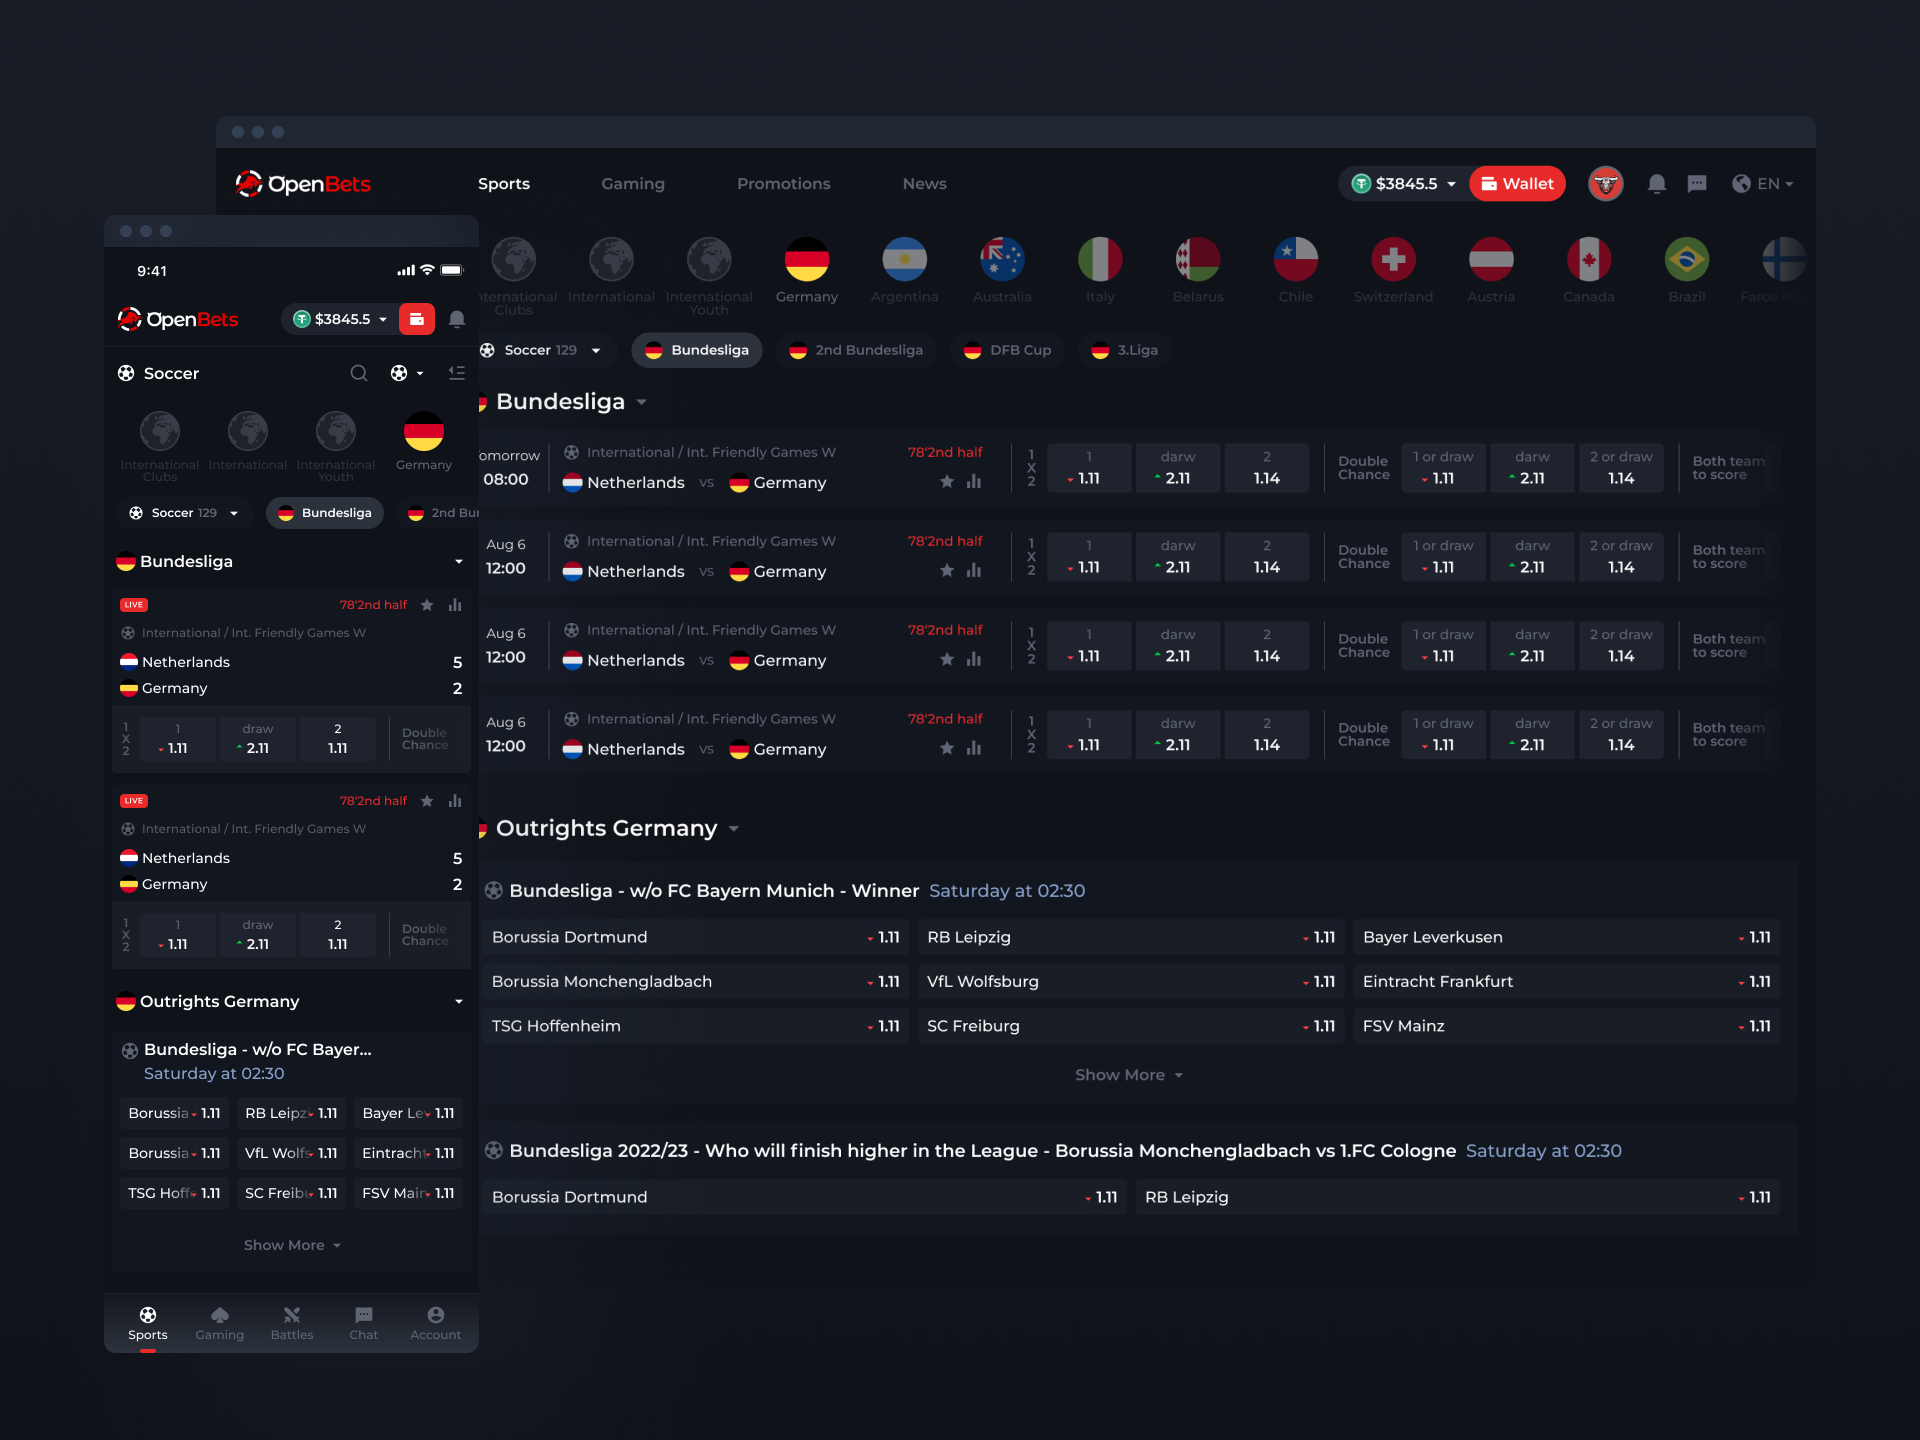 OpenBets
Sports
Gaming
Promotions
News
$3845.5
Wallet
EN
International
Clubs
International
International
Youth
Germany
Argentina
Australia
Italy
Belarus
Chile
Switzerland
Austria
Canada
Brazil
Faroe
Soccer 129
Bundesliga
2nd Bundesliga
DFB Cup
3.Liga
Bundesliga
omorrow
08:00
International / Int. Friendly Games W
78'2nd half
Netherlands vs Germany
1
X
2
1
1.11
darw
2.11
2
1.14
Double
Chance
1 or draw
1.11
darw
2.11
2 or draw
1.14
Both team
to score
Aug 6
12:00
International / Int. Friendly Games W
78'2nd half
Netherlands vs Germany
1
X
2
1
1.11
darw
2.11
2
1.14
Double
Chance
1 or draw
1.11
darw
2.11
2 or draw
1.14
Both team
to score
Aug 6
12:00
International / Int. Friendly Games W
78'2nd half
Netherlands vs Germany
1
X
2
1
1.11
darw
2.11
2
1.14
Double
Chance
1 or draw
1.11
darw
2.11
2 or draw
1.14
Both team
to score
Aug 6
12:00
International / Int. Friendly Games W
78'2nd half
Netherlands vs Germany
1
X
2
1
1.11
darw
2.11
2
1.14
Double
Chance
1 or draw
1.11
darw
2.11
2 or draw
1.14
Both team
to score
Outrights Germany
Bundesliga - w/o FC Bayern Munich - Winner Saturday at 02:30
Borussia Dortmund 1.11
RB Leipzig 1.11
Bayer Leverkusen 1.11
Borussia Monchengladbach 1.11
VfL Wolfsburg 1.11
Eintracht Frankfurt 1.11
TSG Hoffenheim 1.11
SC Freiburg 1.11
FSV Mainz 1.11
Show More
Bundesliga 2022/23 - Who will finish higher in the League - Borussia Monchengladbach vs 1.FC Cologne Saturday at 02:30
Borussia Dortmund 1.11
RB Leipzig 1.11
9:41
OpenBets
$3845.5
Soccer
International
Clubs
International
International
Youth
Germany
Soccer 129
Bundesliga
2nd Bun
Bundesliga
LIVE
78'2nd half
International / Int. Friendly Games W
Netherlands 5
Germany 2
1
X
2
1
1.11
draw
2.11
2
1.11
Double
Chance
LIVE
78'2nd half
International / Int. Friendly Games W
Netherlands 5
Germany 2
1
X
2
1
1.11
draw
2.11
2
1.11
Double
Chance
Outrights Germany
Bundesliga - w/o FC Bayer...
Saturday at 02:30
Borussia 1.11
RB Leipz 1.11
Bayer Le 1.11
Borussia 1.11
VfL Wolfs 1.11
Eintracht 1.11
TSG Hoff 1.11
SC Freibu 1.11
FSV Main 1.11
Show More
Sports
Gaming
Battles
Chat
Account